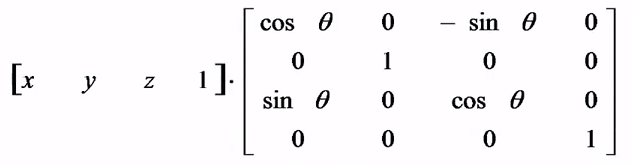 cos θ 0 − sin θ 0
0 1 0 0
[x y z 1]·
sin θ 0 cos θ 0
0 0 0 1